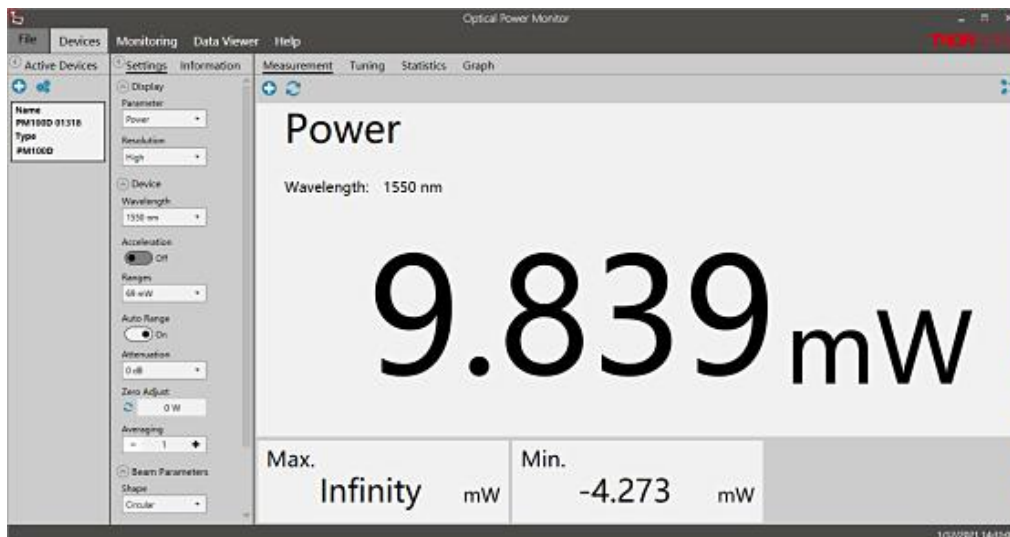 Optical Power Monitor
File Devices Monitoring Data Viewer Help
Active Devices
Settings Information
Measurement Tuning Statistics Graph
Name
PM100D 01316
Type
PM100D
Display
Parameter
Power
Resolution
High
Device
Wavelength
1550 nm
Acceleration
Off
Ranges
69 mW
Auto Range
On
Attenuation
0 dB
Zero Adjust
0 W
Averaging
- 1 +
Beam Parameters
Shape
Circular
Power
Wavelength: 1550 nm
9.839 mW
Max.
Infinity mW
Min.
-4.273 mW